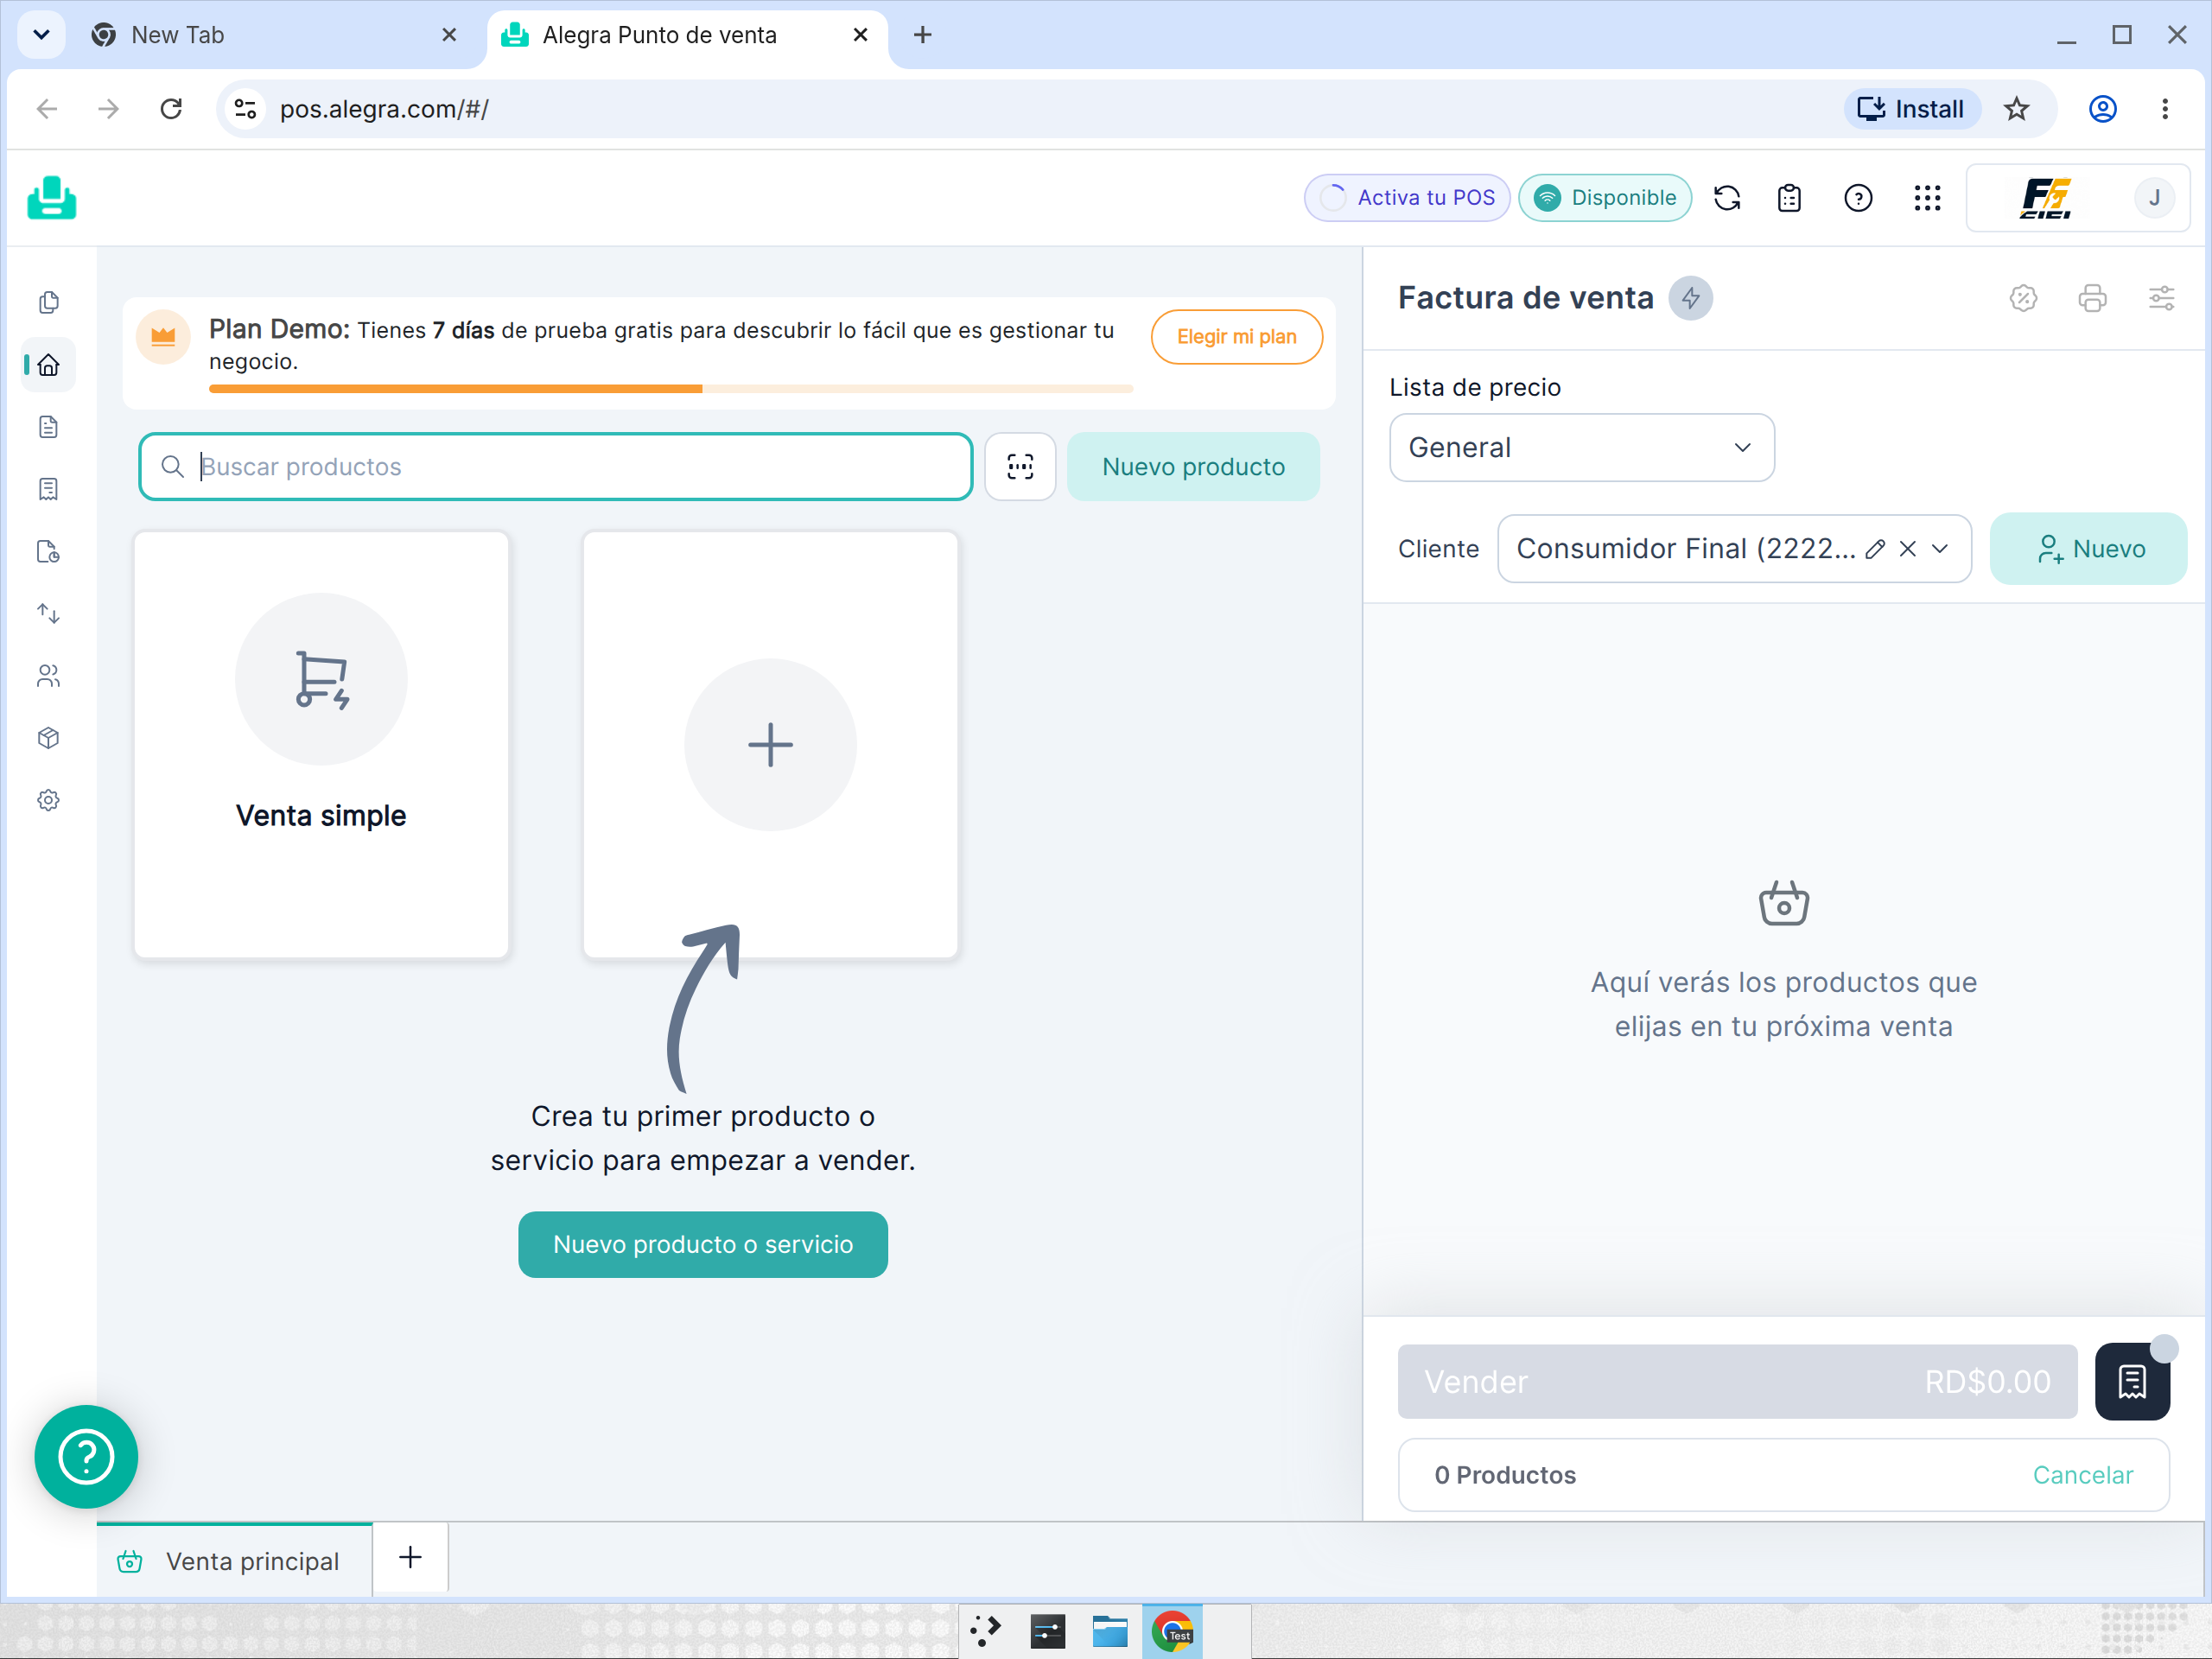 New Tab
Alegra Punto de venta
pos.alegra.com/#/
Install
Activa tu POS
Disponible
J
Plan Demo: Tienes 7 días de prueba gratis para descubrir lo fácil que es gestionar tu
negocio.
Elegir mi plan
Buscar productos
Nuevo producto
Venta simple
Crea tu primer producto o
servicio para empezar a vender.
Nuevo producto o servicio
Factura de venta
Lista de precio
General
Cliente
Consumidor Final (2222...
Nuevo
Aquí verás los productos que
elijas en tu próxima venta
Vender
RD$0.00
0 Productos
Cancelar
Venta principal
Test